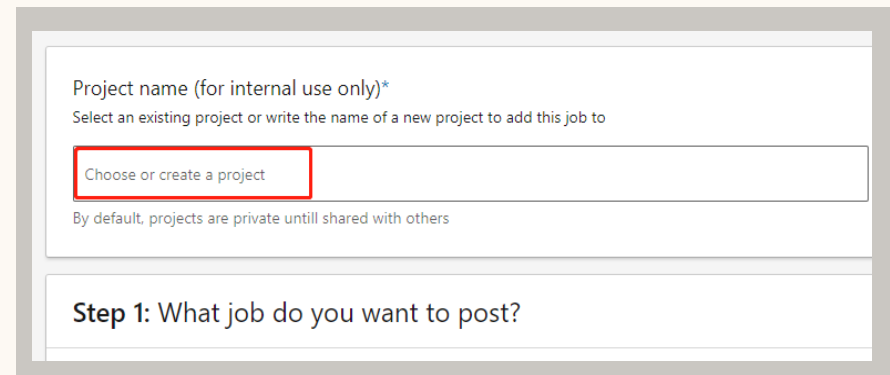 Project name (for internal use only)*
Select an existing project or write the name of a new project to add this job to
Choose or create a project
By default, projects are private untill shared with others
Step 1: What job do you want to post?